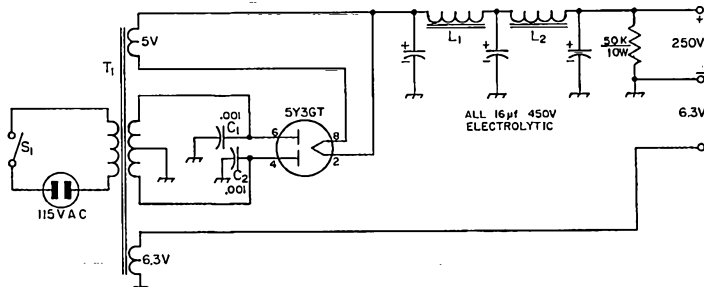 5V
T1
L1
L2
50K
10W
+
250V
-
6.3V
ALL 16µf 450V
ELECTROLYTIC
S1
115VAC
.001
C1
C2
.001
5Y3GT
6
4
8
2
6.3V